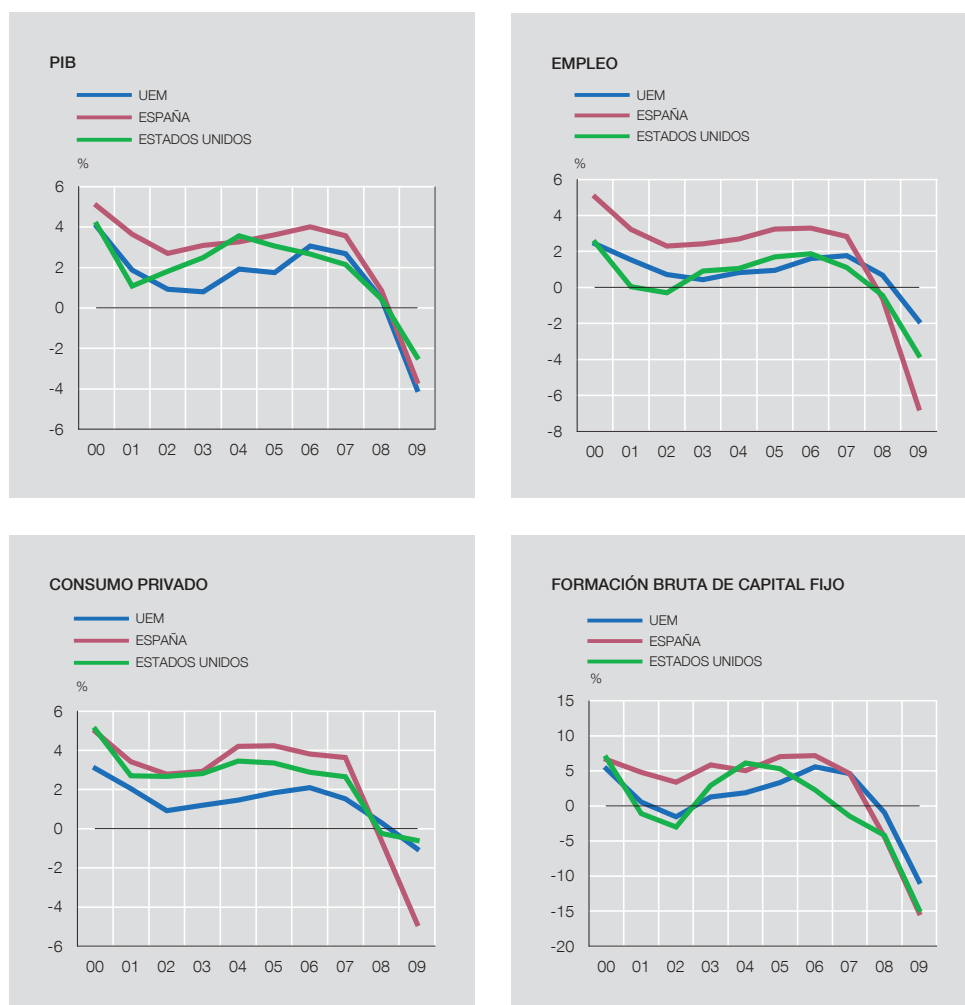 PIB
UEM
ESPAÑA
ESTADOS UNIDOS
%
6
4
2
0
-2
-4
-6
00 01 02 03 04 05 06 07 08 09
EMPLEO
UEM
ESPAÑA
ESTADOS UNIDOS
%
6
4
2
0
-2
-4
-6
-8
00 01 02 03 04 05 06 07 08 09
CONSUMO PRIVADO
UEM
ESPAÑA
ESTADOS UNIDOS
%
6
4
2
0
-2
-4
-6
00 01 02 03 04 05 06 07 08 09
FORMACIÓN BRUTA DE CAPITAL FIJO
UEM
ESPAÑA
ESTADOS UNIDOS
%
15
10
5
0
-5
-10
-15
-20
00 01 02 03 04 05 06 07 08 09